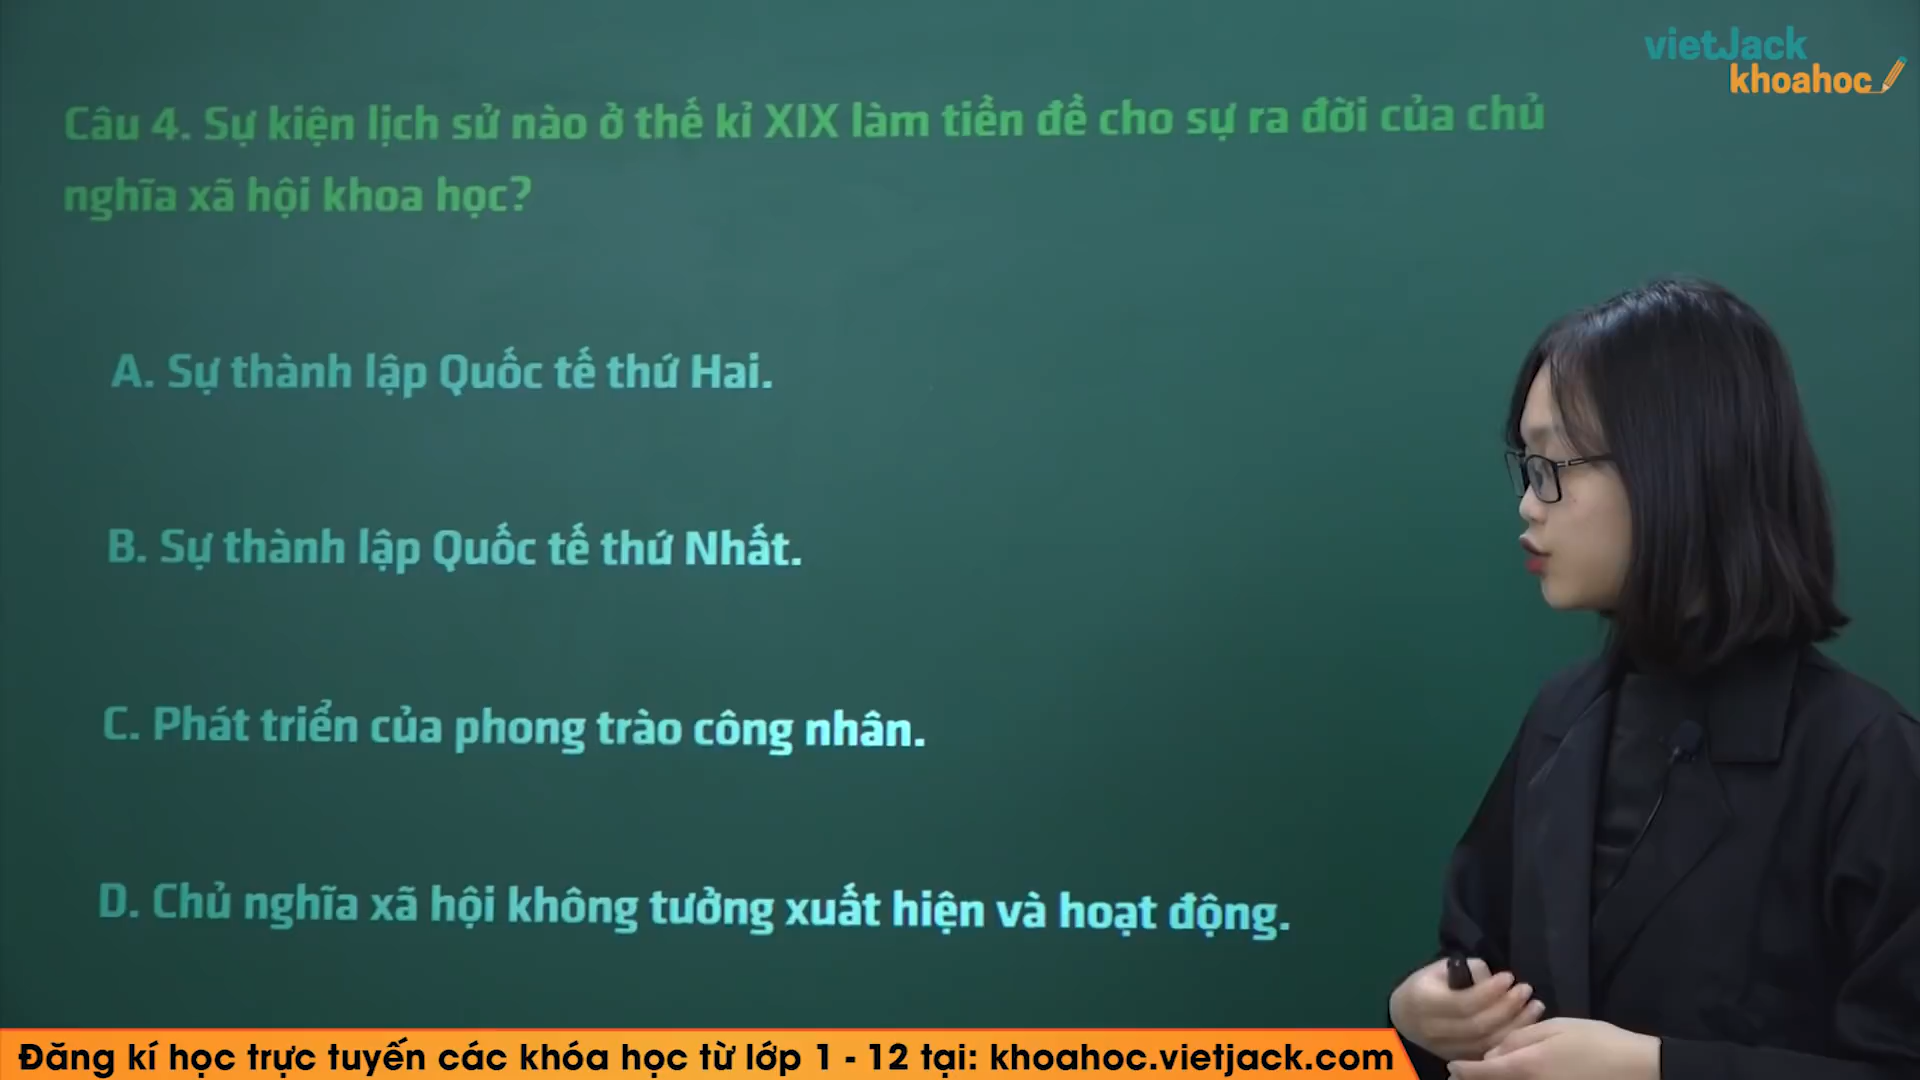 vietJack
khoahoc
Câu 4. Sự kiện lịch sử nào ở thế kỉ XIX làm tiền đề cho sự ra đời của chủ
nghĩa xã hội khoa học?
A. Sự thành lập Quốc tế thứ Hai.
B. Sự thành lập Quốc tế thứ Nhất.
C. Phát triển của phong trào công nhân.
D. Chủ nghĩa xã hội không tưởng xuất hiện và hoạt động.
Đăng kí học trực tuyến các khóa học từ lớp 1 - 12 tại: khoahoc.vietjack.com